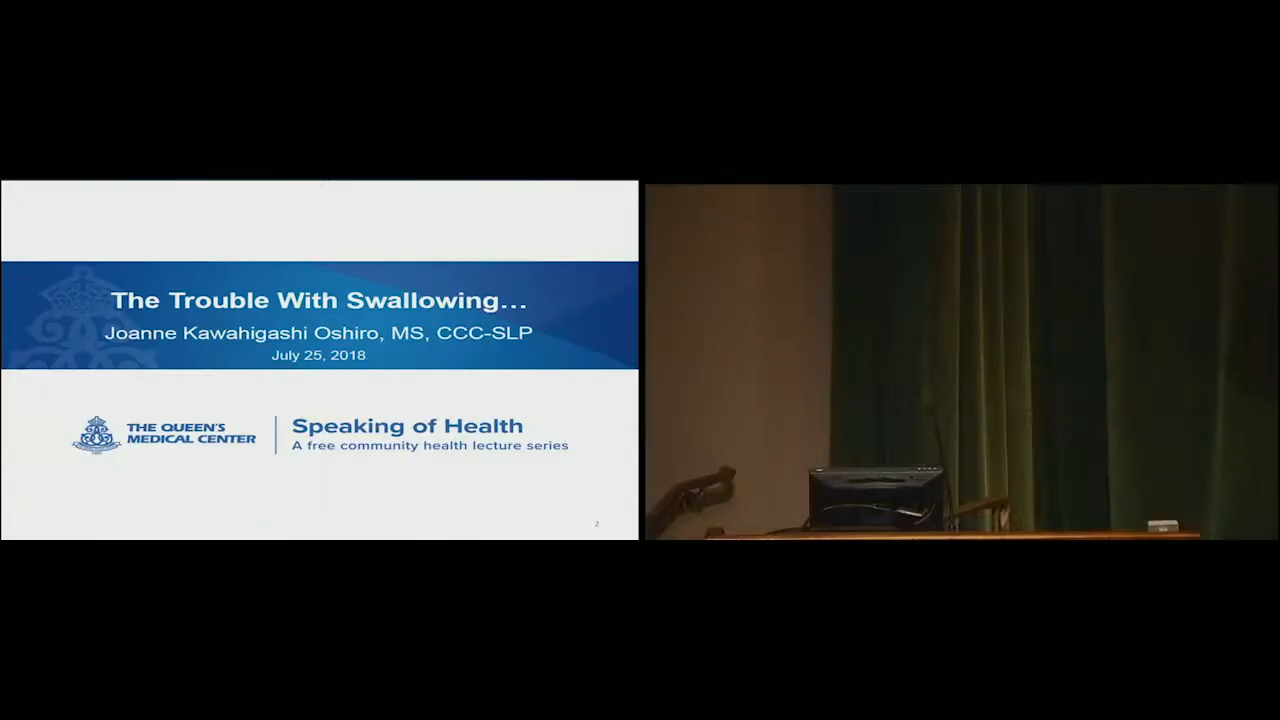 The Trouble With Swallowing...
Joanne Kawahigashi Oshiro, MS, CCC-SLP
July 25, 2018
THE QUEEN'S
MEDICAL CENTER
Speaking of Health
A free community health lecture series
2